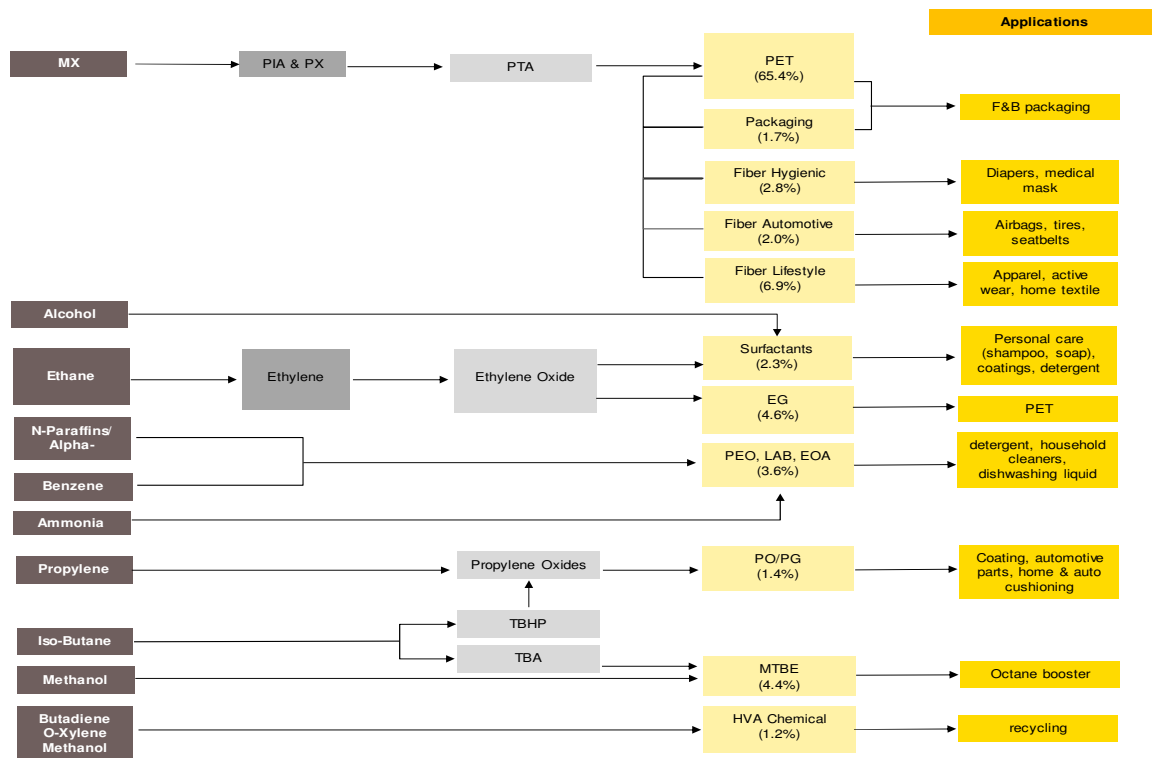 Applications
MX
PIA & PX
PTA
PET
(65.4%)
F&B packaging
Packaging
(1.7%)
Fiber Hygienic
(2.8%)
Diapers, medical
mask
Fiber Automotive
(2.0%)
Airbags, tires,
seatbelts
Fiber Lifestyle
(6.9%)
Apparel, active
wear, home textile
Alcohol
Ethane
Ethylene
Ethylene Oxide
Surfactants
(2.3%)
Personal care
(shampoo, soap),
coatings, detergent
EG
(4.6%)
PET
N-Paraffins/
Alpha-
Benzene
PEO, LAB, EOA
(3.6%)
detergent, household
cleaners,
dishwashing liquid
Ammonia
Propylene
Propylene Oxides
PO/PG
(1.4%)
Coating, automotive
parts, home & auto
cushioning
Iso-Butane
TBHP
TBA
Methanol
MTBE
(4.4%)
Octane booster
Butadiene
O-Xylene
Methanol
HVA Chemical
(1.2%)
recycling